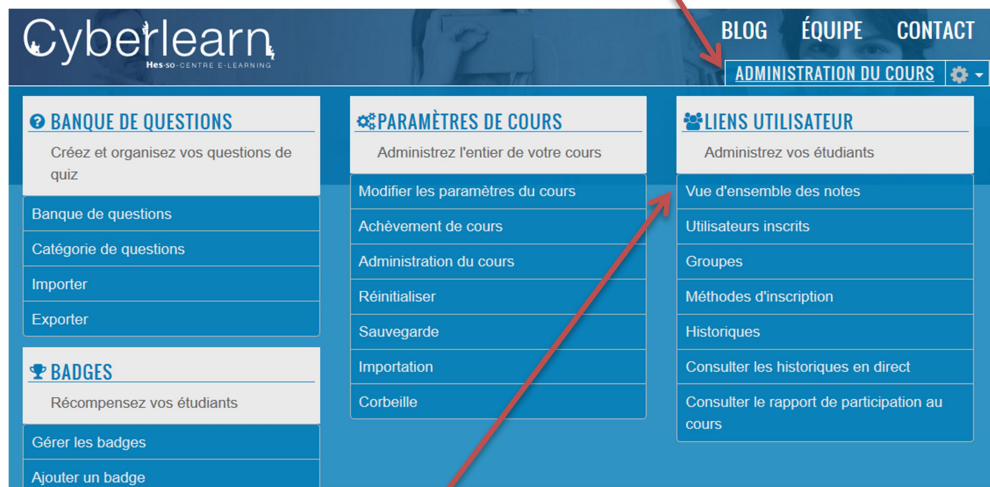 Cyberlearn
Hes·so-CENTRE E-LEARNING
BLOG ÉQUIPE CONTACT
ADMINISTRATION DU COURS
BANQUE DE QUESTIONS
Créez et organisez vos questions de
quiz
Banque de questions
Catégorie de questions
Importer
Exporter
BADGES
Récompensez vos étudiants
Gérer les badges
Ajouter un badge
PARAMÈTRES DE COURS
Administrez l'entier de votre cours
Modifier les paramètres du cours
Achèvement de cours
Administration du cours
Réinitialiser
Sauvegarde
Importation
Corbeille
LIENS UTILISATEUR
Administrez vos étudiants
Vue d'ensemble des notes
Utilisateurs inscrits
Groupes
Méthodes d'inscription
Historiques
Consulter les historiques en direct
Consulter le rapport de participation au
cours